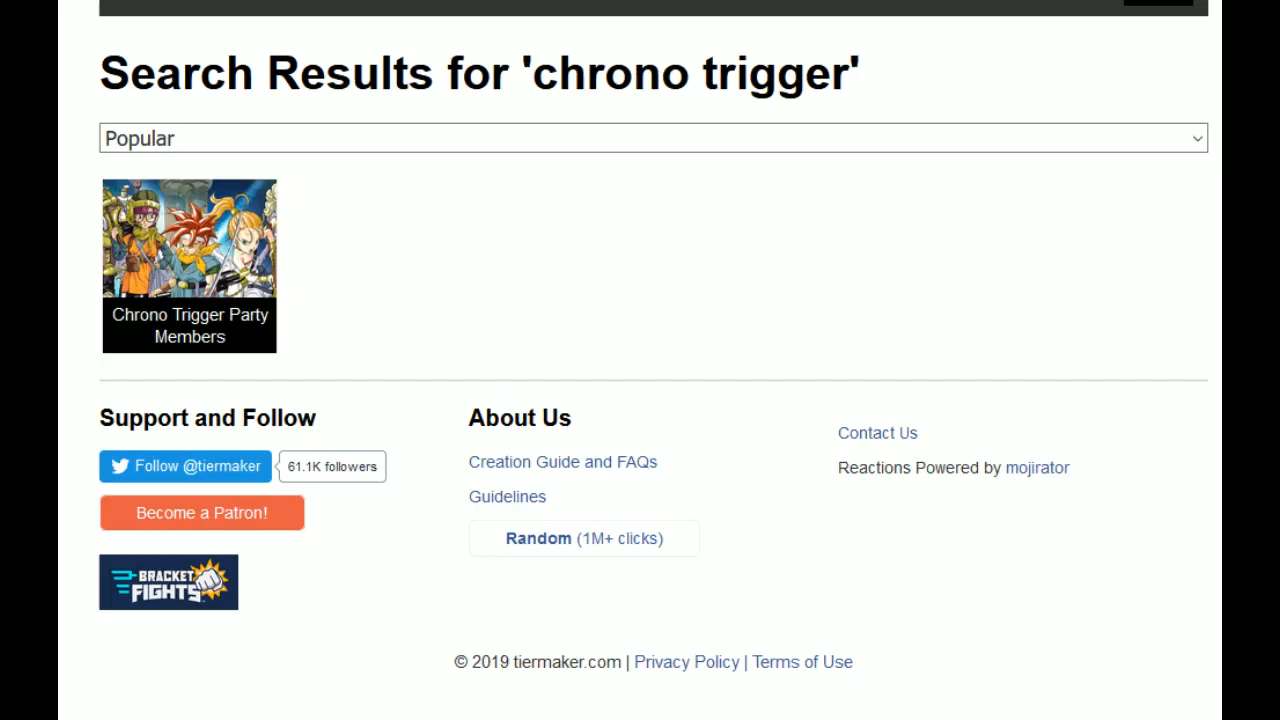 Search Results for 'chrono trigger'
Popular
Chrono Trigger Party
Members
Support and Follow
Follow @tiermaker
61.1K followers
Become a Patron!
BRACKET
FIGHTS
About Us
Creation Guide and FAQs
Guidelines
Random (1M+ clicks)
Contact Us
Reactions Powered by mojirator
© 2019 tiermaker.com | Privacy Policy | Terms of Use